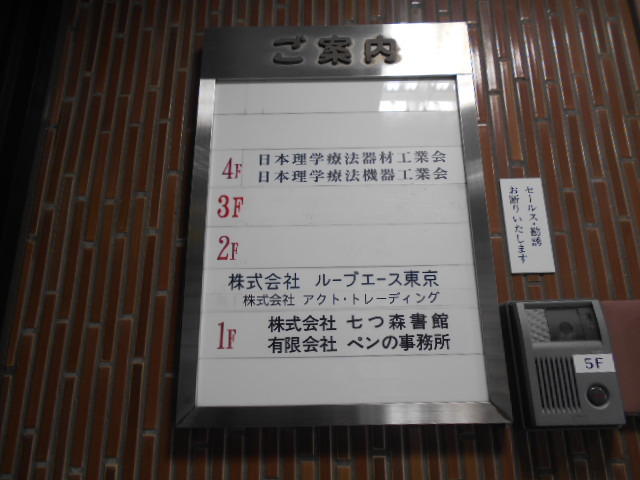 ご案内
4F 日本理学療法器材工業会
日本理学療法機器工業会
3F
2F
株式会社 ループエース東京
株式会社 アクト・トレーディング
1F 株式会社 七つ森書館
有限会社 ペンの事務所
セールス・勧誘
お断りいたします
5F